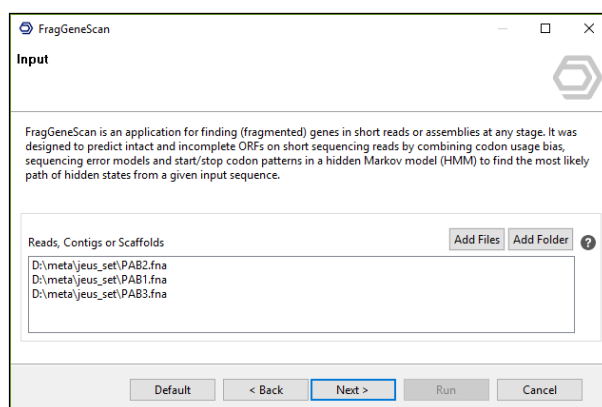 FragGeneScan
Input
FragGeneScan is an application for finding (fragmented) genes in short reads or assemblies at any stage. It was
designed to predict intact and incomplete ORFs on short sequencing reads by combining codon usage bias,
sequencing error models and start/stop codon patterns in a hidden Markov model (HMM) to find the most likely
path of hidden states from a given input sequence.
Reads, Contigs or Scaffolds
Add Files
Add Folder
?
D:\meta\jeus_set\PAB2.fna
D:\meta\jeus_set\PAB1.fna
D:\meta\jeus_set\PAB3.fna
Default
< Back
Next >
Run
Cancel